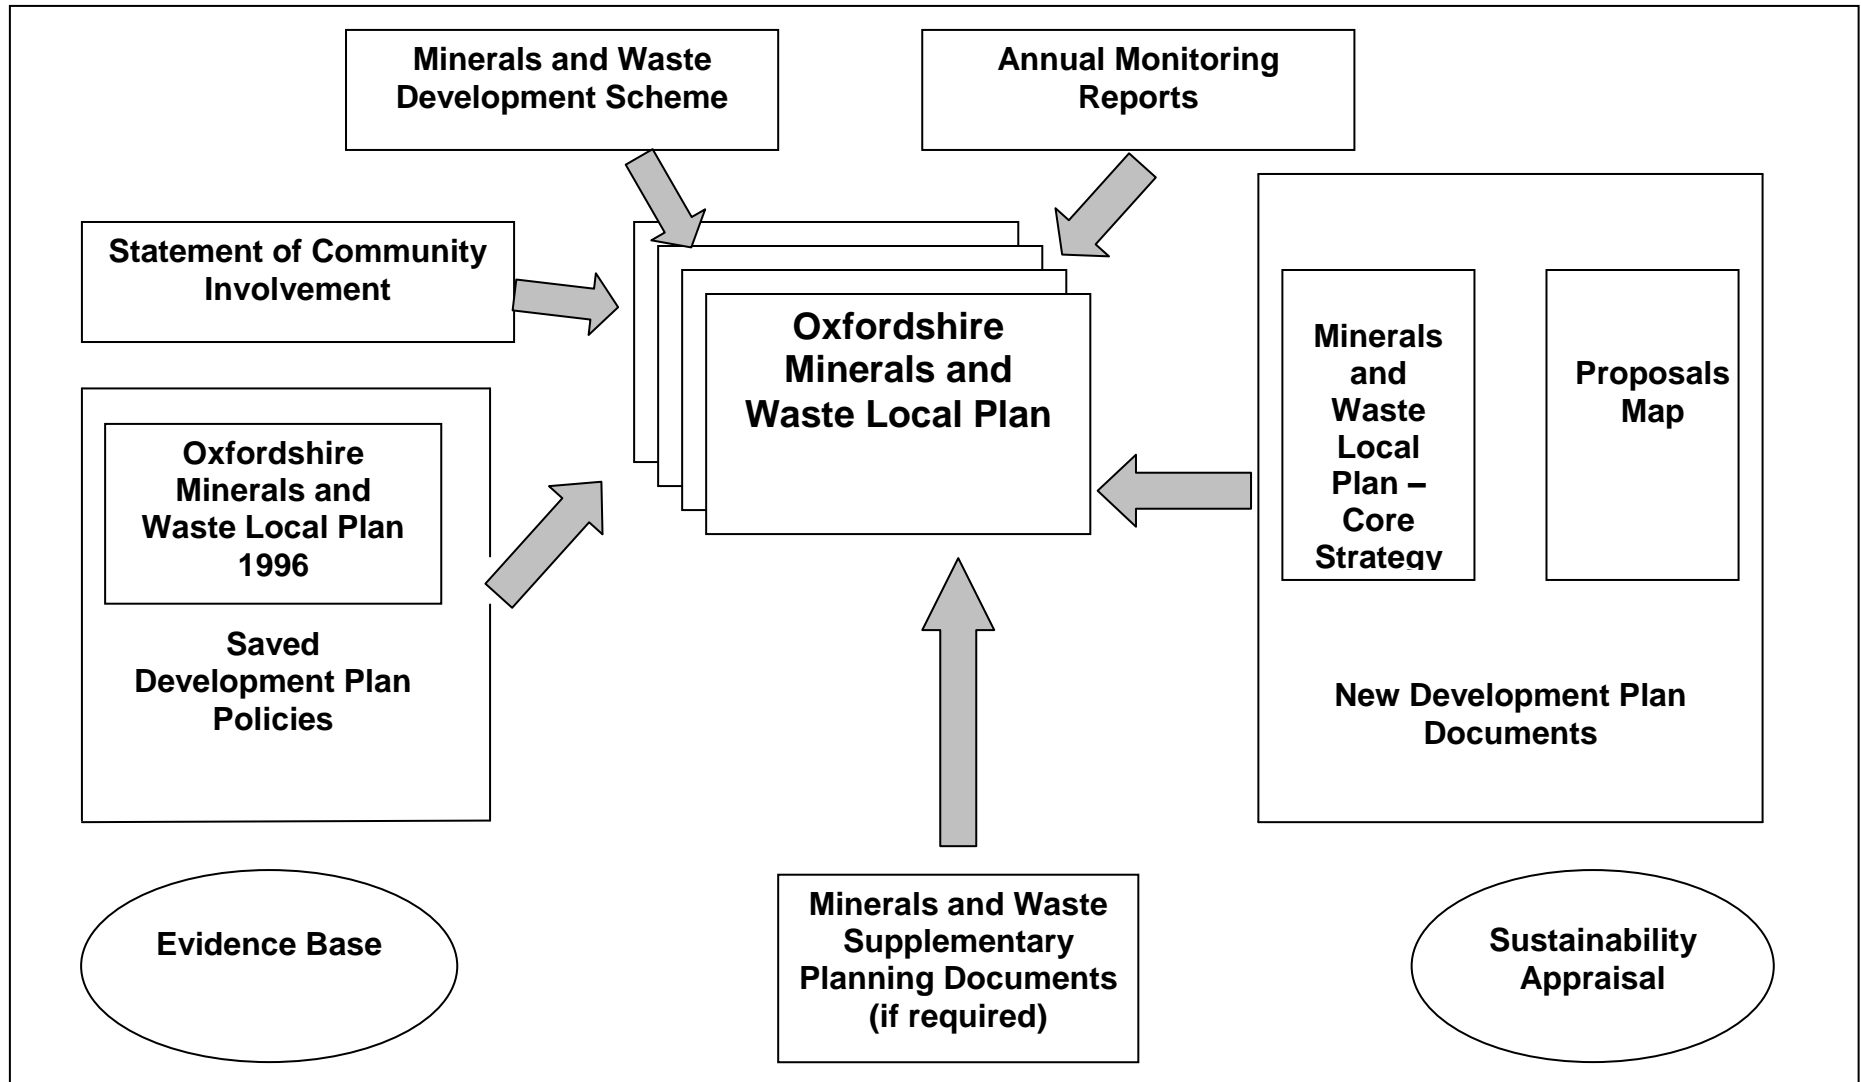 Minerals and Waste
Development Scheme
Annual Monitoring
Reports
Statement of Community
Involvement
Oxfordshire
Minerals and
Waste Local Plan
Minerals
and
Waste
Local
Plan –
Core
Strategy
Proposals
Map
New Development Plan
Documents
Oxfordshire
Minerals and
Waste Local Plan
1996
Saved
Development Plan
Policies
Evidence Base
Minerals and Waste
Supplementary
Planning Documents
(if required)
Sustainability
Appraisal